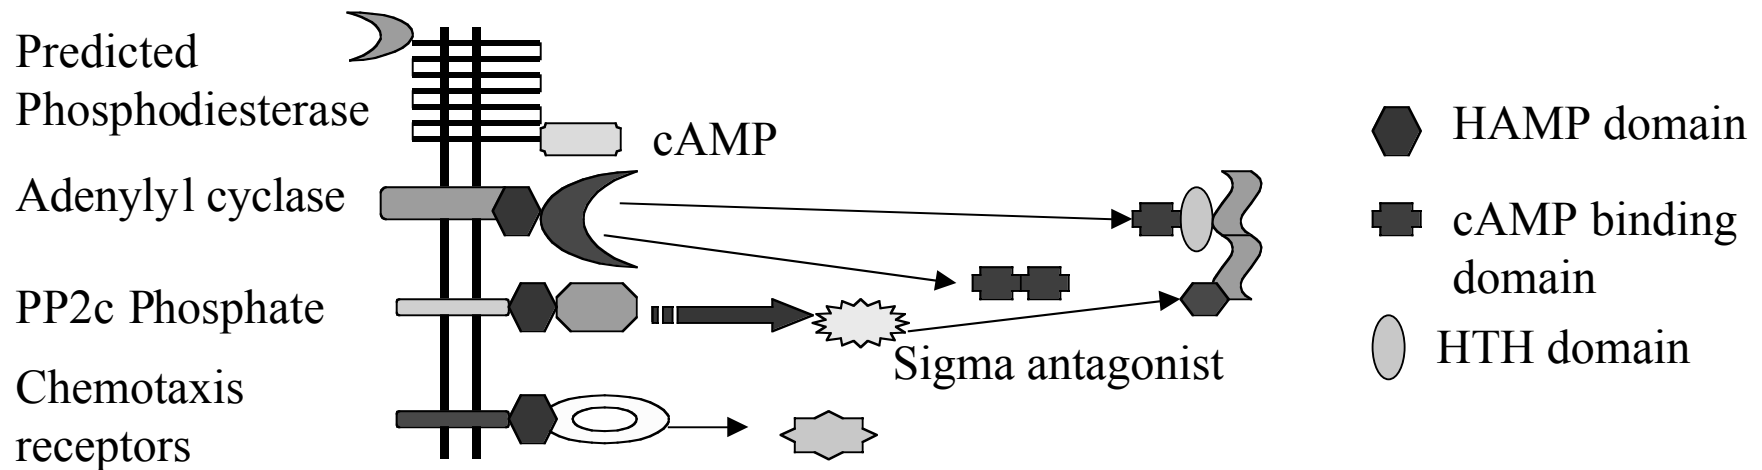 Predicted
Phosphodiesterase
cAMP
Adenylyl cyclase
PP2c Phosphate
Sigma antagonist
Chemotaxis
receptors
HAMP domain
cAMP binding
domain
HTH domain